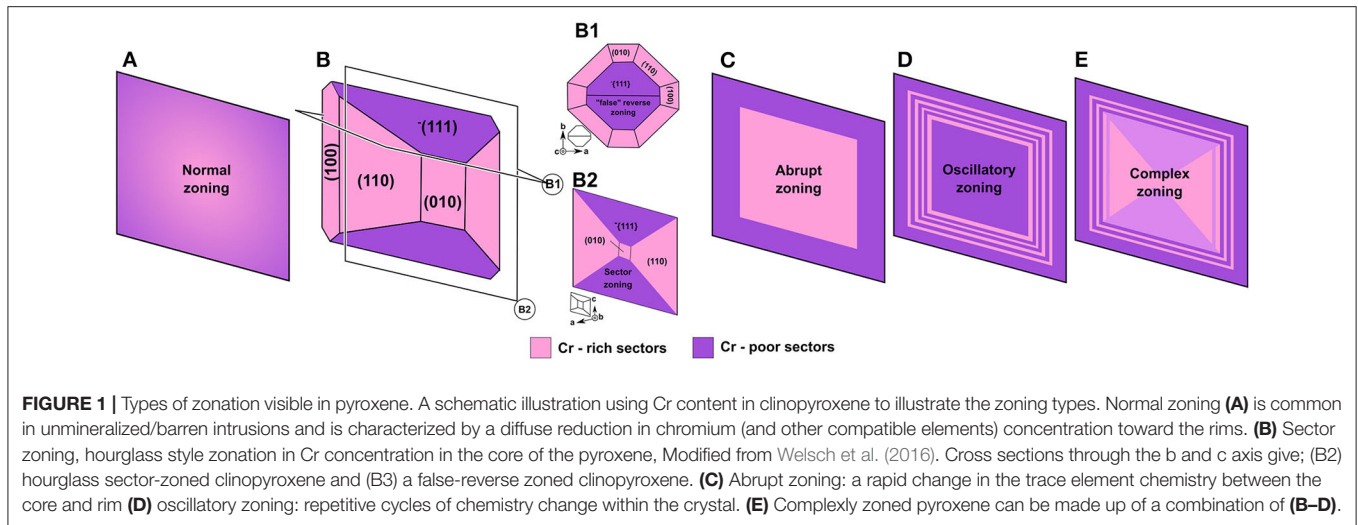 A
Normal
zoning
B
(100)
(110)
-(111)
(010)
B1
B2
B1
(010)
(110)
(100)
-{111}
"false" reverse
zoning
b
c
a
B2
-{111}
(010)
(110)
Sector
zoning
c
a
b
C
Abrupt
zoning
D
Oscillatory
zoning
E
Complex
zoning
Cr - rich sectors
Cr - poor sectors
FIGURE 1 | Types of zonation visible in pyroxene. A schematic illustration using Cr content in clinopyroxene to illustrate the zoning types. Normal zoning (A) is common
in unmineralized/barren intrusions and is characterized by a diffuse reduction in chromium (and other compatible elements) concentration toward the rims. (B) Sector
zoning, hourglass style zonation in Cr concentration in the core of the pyroxene, Modified from Welsch et al. (2016). Cross sections through the b and c axis give; (B2)
hourglass sector-zoned clinopyroxene and (B3) a false-reverse zoned clinopyroxene. (C) Abrupt zoning: a rapid change in the trace element chemistry between the
core and rim (D) oscillatory zoning: repetitive cycles of chemistry change within the crystal. (E) Complexly zoned pyroxene can be made up of a combination of (B–D).